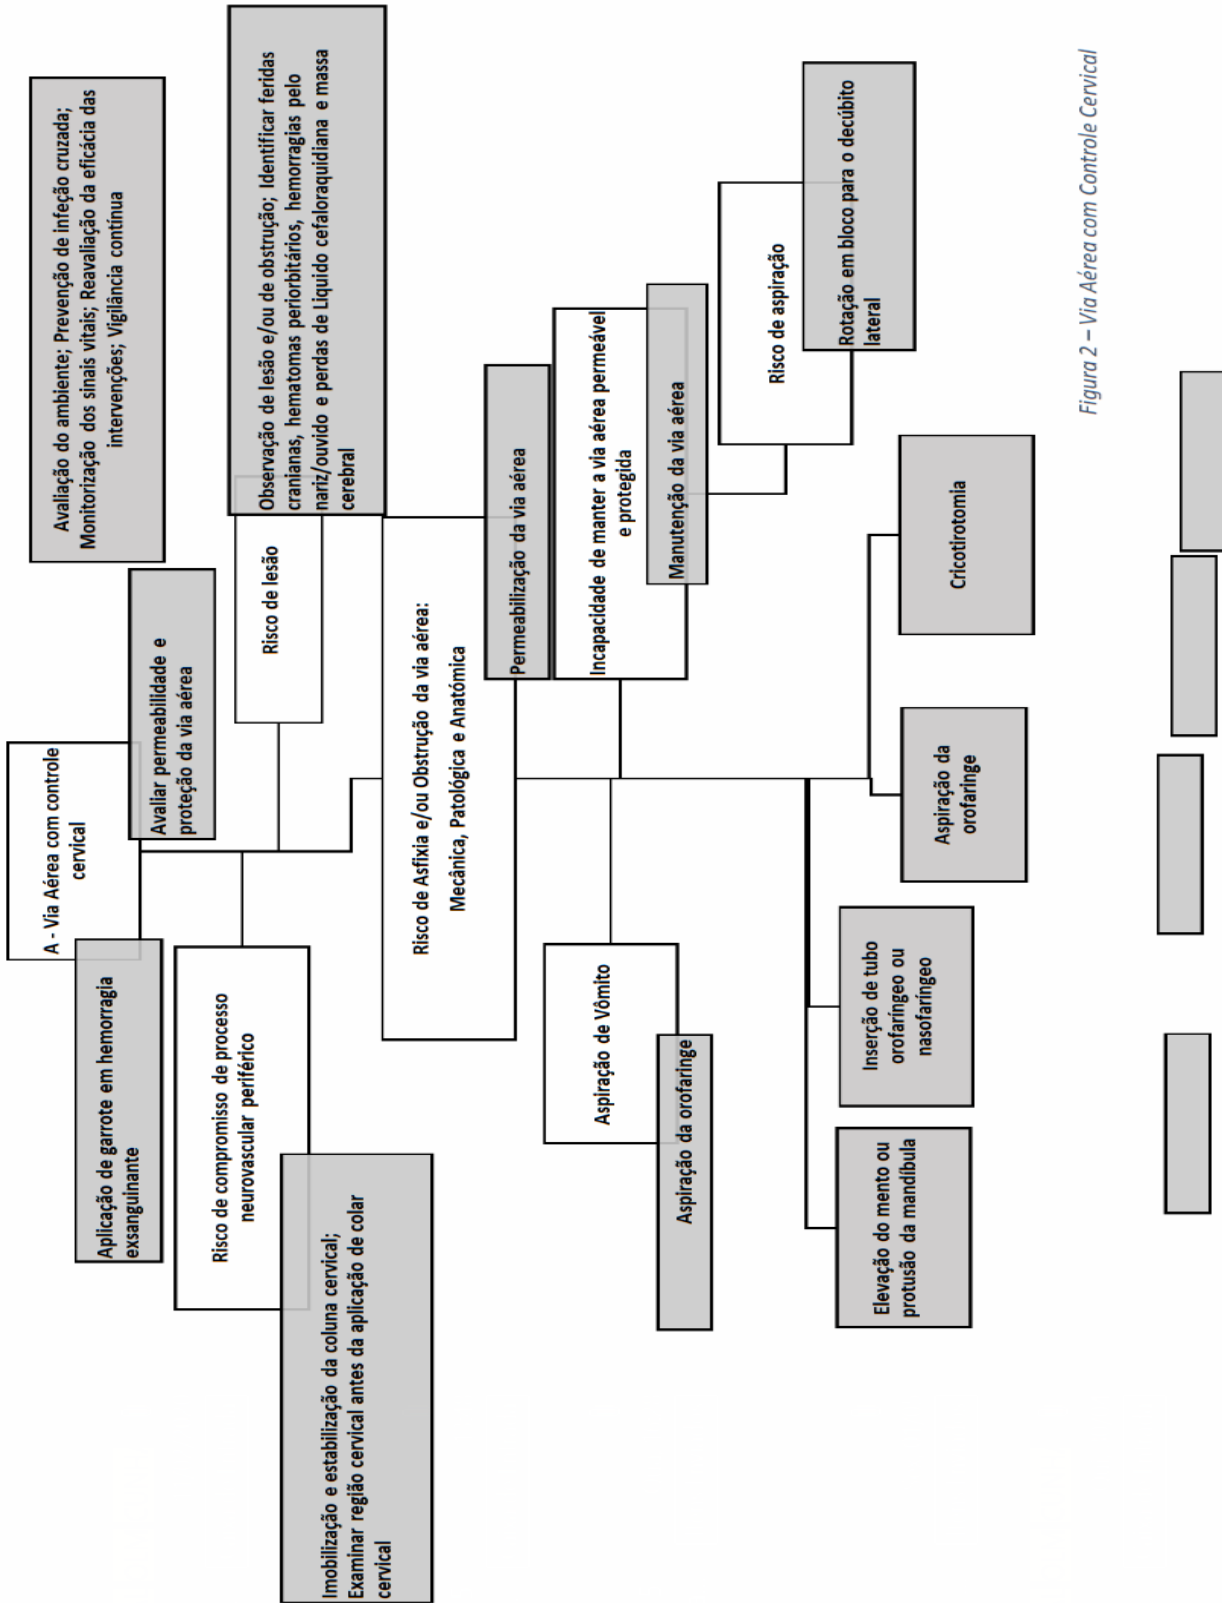 A - Via Aérea com controle
cervical
Aplicação de garrote em hemorragia
exsanguinante
Avaliar permeabilidade e
proteção da via aérea
Avaliação do ambiente; Prevenção de infeção cruzada;
Monitorização dos sinais vitais; Reavaliação da eficácia das
intervenções; Vigilância contínua
Risco de compromisso de processo
neurovascular periférico
Imobilização e estabilização da coluna cervical;
Examinar região cervical antes da aplicação de colar
cervical
Risco de lesão
Observação de lesão e/ou de obstrução; Identificar feridas
cranianas, hematomas periorbitários, hemorragias pelo
nariz/ouvido e perdas de Liquido cefaloraquidiana e massa
cerebral
Risco de Asfixia e/ou Obstrução da via aérea:
Mecânica, Patológica e Anatómica
Permeabilização da via aérea
Aspiração de Vômito
Aspiração da orofaringe
Incapacidade de manter a via aérea permeável
e protegida
Manutenção da via aérea
Risco de aspiração
Rotação em bloco para o decúbito
lateral
Elevação do mento ou
protusão da mandíbula
Inserção de tubo
orofaríngeo ou
nasofaríngeo
Aspiração da
orofaringe
Cricotirotomia
Figura 2 – Via Aérea com Controle Cervical